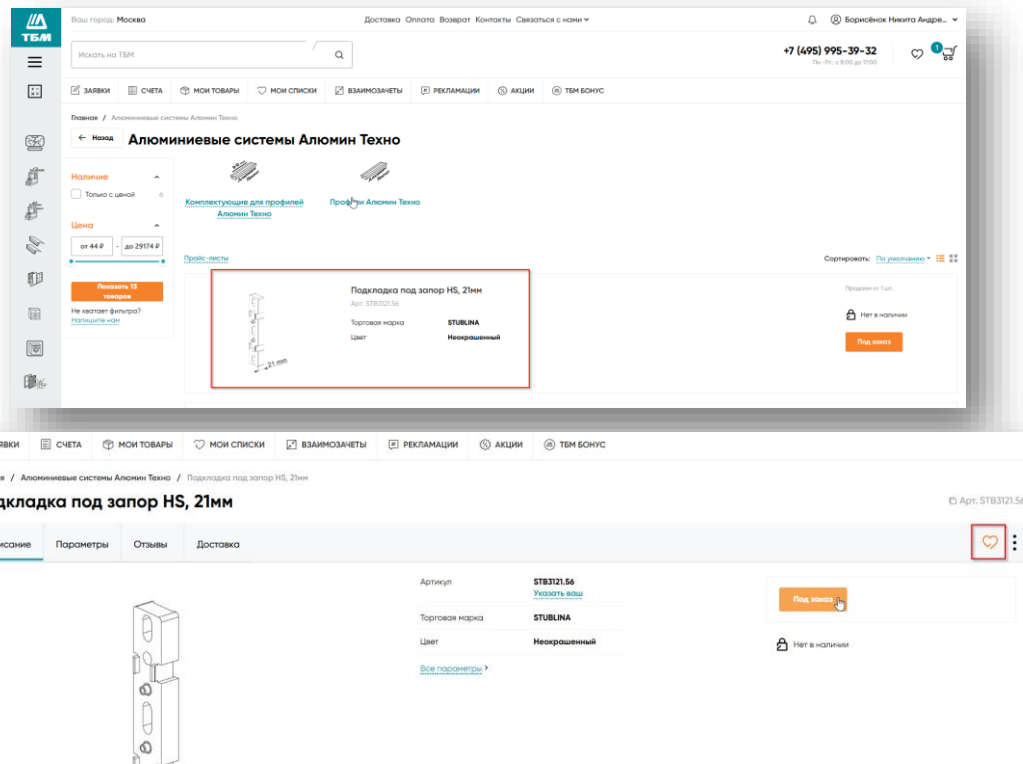 ТБМ
Ваш город: Москва
Доставка Оплата Возврат Контакты Связаться с нами
Борисёнок Никита Андре...
Искать на ТБМ
+7 (495) 995-39-32
Пн.-Пт.: с 8:00 до 17:00
1
ЗАЯВКИ СЧЕТА МОИ ТОВАРЫ МОИ СПИСКИ ВЗАИМОЗАЧЕТЫ РЕКЛАМАЦИИ АКЦИИ ТБМ БОНУС
Главная / Алюминиевые системы Алюмин Техно
← Назад Алюминиевые системы Алюмин Техно
Наличие
Только с ценой 6
Цена
от 44 ₽ - до 29174 ₽
Показать 13
товаров
Не хватает фильтра?
Напишите нам
Комплектующие для профилей
Алюмин Техно
Профили Алюмин Техно
Прайс-листы
Сортировать: По умолчанию
Подкладка под запор HS, 21мм
Арт. STB3121.56
Торговая марка STUBLINA
Цвет Неокрашенный
21 mm
Продаем от 1 шт.
Нет в наличии
Под заказ
ЯВКИ СЧЕТА МОИ ТОВАРЫ МОИ СПИСКИ ВЗАИМОЗАЧЕТЫ РЕКЛАМАЦИИ АКЦИИ ТБМ БОНУС
я / Алюминиевые системы Алюмин Техно / Подкладка под запор HS, 21мм
дкладка под запор HS, 21мм
Арт. STB3121.56
исание Параметры Отзывы Доставка
Артикул STB3121.56
Указать ваш
Торговая марка STUBLINA
Цвет Неокрашенный
Все параметры
Под заказ
Нет в наличии